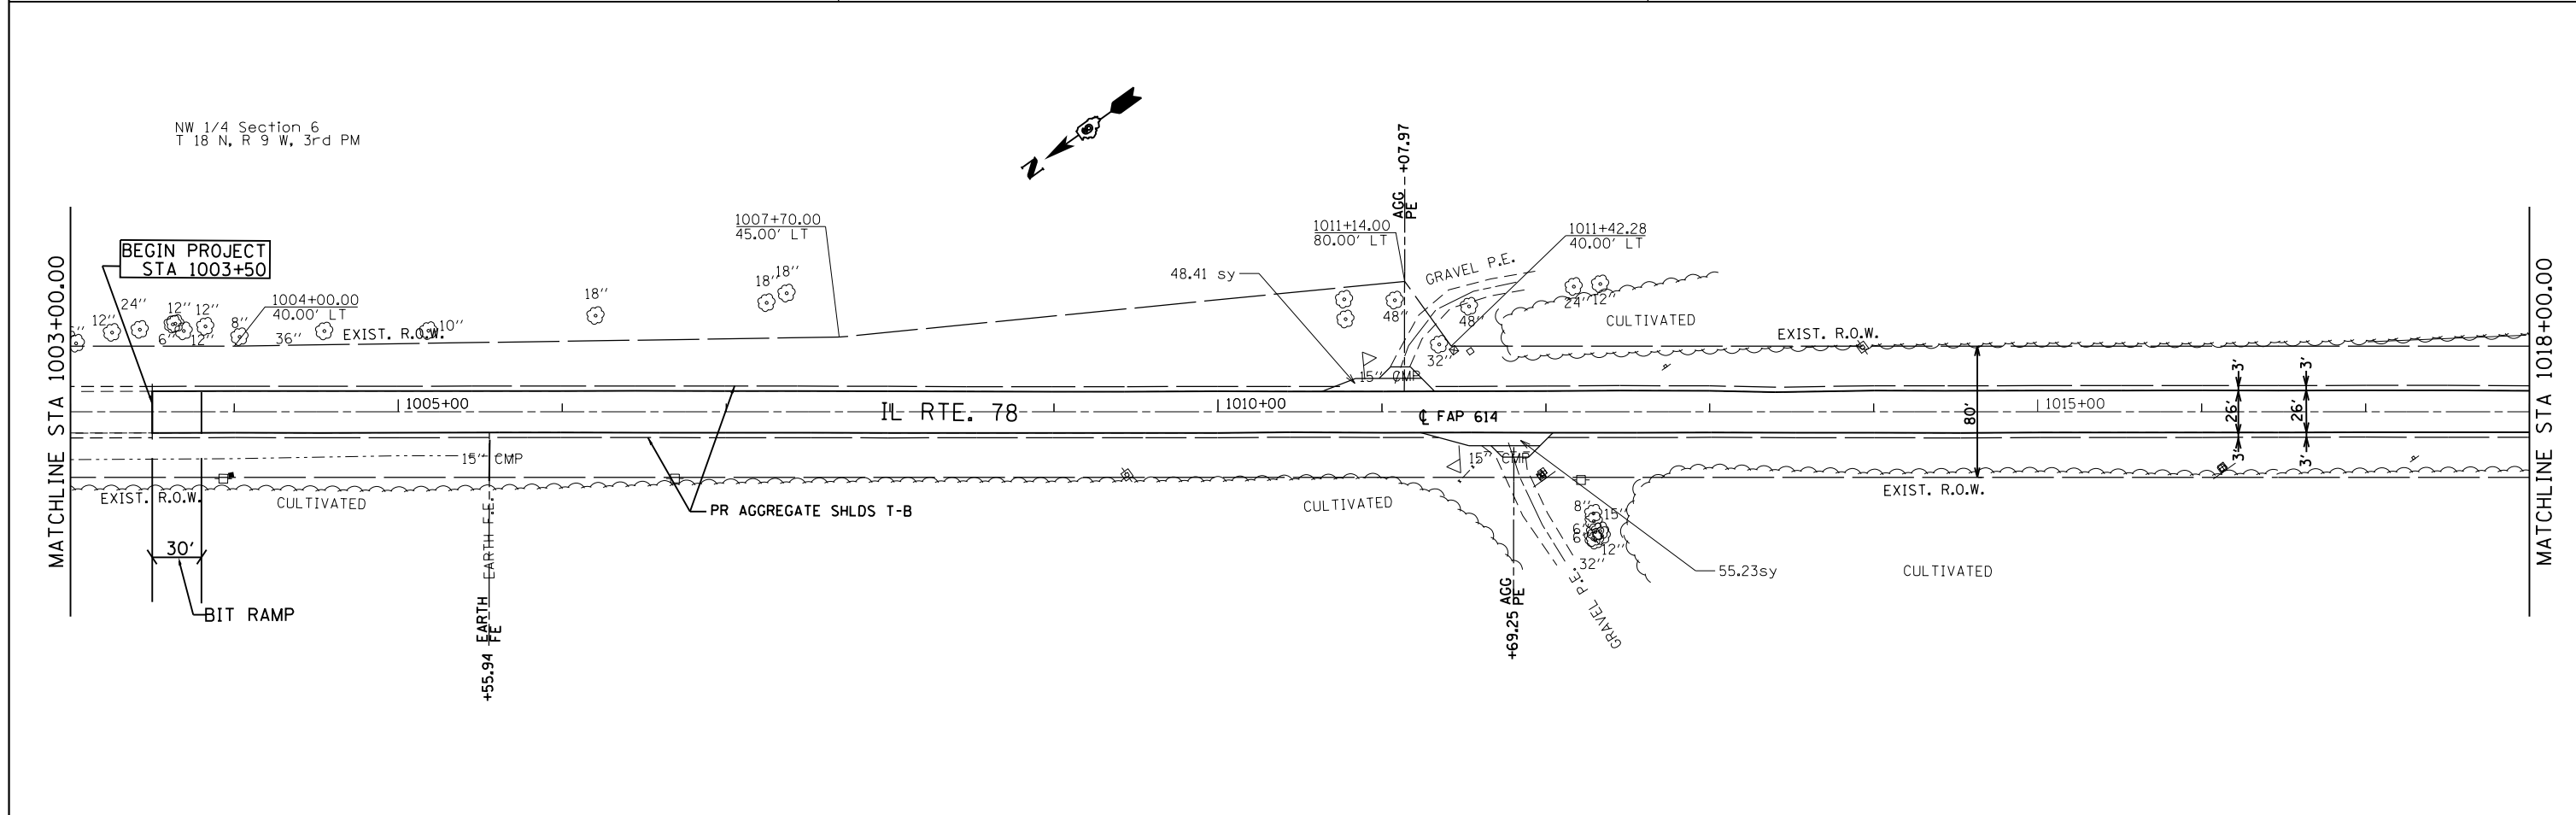 NW 1/4 Section 6
T 18 N, R 9 W, 3rd PM
N
MATCHLINE STA 1003+00.00
BEGIN PROJECT
STA 1003+50
12''
24''
12''
12''
6''
12''
8''
1004+00.00
40.00' LT
36''
EXIST. R.O.W.
10''
18''
18''
18''
1007+70.00
45.00' LT
48.41 sy
1011+14.00
80.00' LT
AGG PE +07.97
GRAVEL P.E.
48''
48''
32''
1011+42.28
40.00' LT
24''
12''
CULTIVATED
EXIST. R.O.W.
15'' CMP
1005+00
IL RTE. 78
1010+00
℄ FAP 614
1015+00
80'
3'
26'
3'
3'
26'
3'
MATCHLINE STA 1018+00.00
15'' CMP
15'' CMP
EXIST. R.O.W.
CULTIVATED
EARTH F.E.
PR AGGREGATE SHLDS T-B
CULTIVATED
EXIST. R.O.W.
8''
15''
6''
6''
12''
32''
GRAVEL P.E.
55.23sy
CULTIVATED
30'
BIT RAMP
+55.94 EARTH FE
+69.25 AGG PE